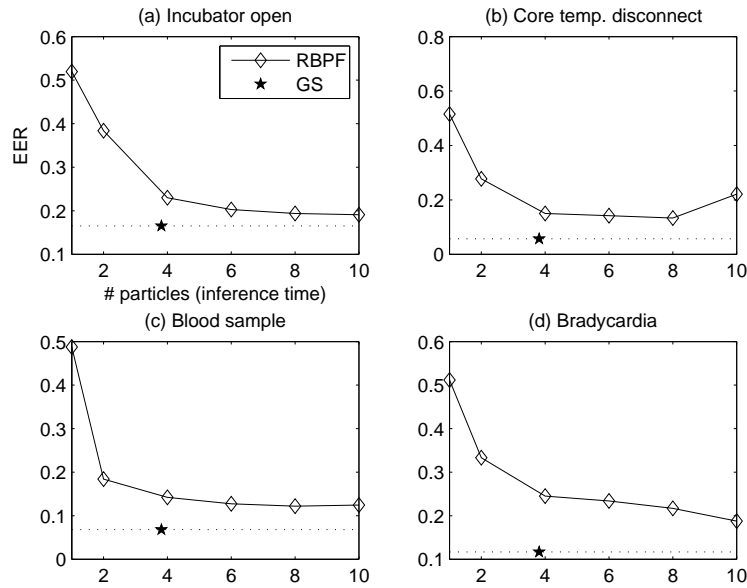 (a) Incubator open
0.6
0.5
0.4
0.3
0.2
0.1
EER
2 4 6 8 10
# particles (inference time)
RBPF
GS
(b) Core temp. disconnect
0.8
0.6
0.4
0.2
0
2 4 6 8 10
(c) Blood sample
0.5
0.4
0.3
0.2
0.1
0
2 4 6 8 10
(d) Bradycardia
0.6
0.5
0.4
0.3
0.2
0.1
2 4 6 8 10